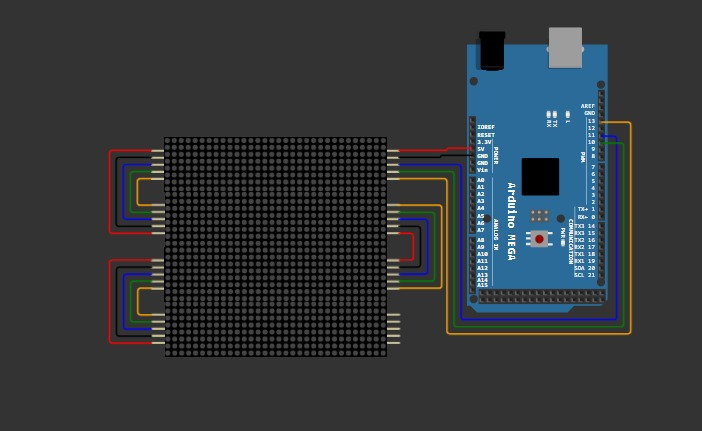 AREF
GND
13
12
11
10
9
8
7
6
5
4
3
2
TX→ 1
RX← 0
TX3 14
RX3 15
TX2 16
RX2 17
TX1 18
RX1 19
SDA 20
SCL 21
PWM
COMUNICATION
IOREF
RESET
3.3V
5V
GND
GND
Vin
POWER
A0
A1
A2
A3
A4
A5
A6
A7
A8
A9
A10
A11
A12
A13
A14
A15
ANALOG IN
Arduino MEGA
RX
TX
L
PWR